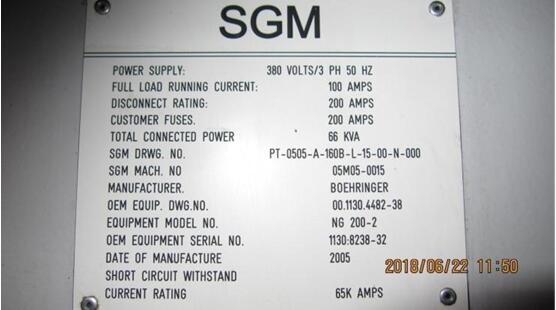 SGM
POWER SUPPLY: 380 VOLTS/3 PH 50 HZ
FULL LOAD RUNNING CURRENT: 100 AMPS
DISCONNECT RATING: 200 AMPS
CUSTOMER FUSES. 200 AMPS
TOTAL CONNECTED POWER 66 KVA
SGM DRWG. NO. PT-0505-A-160B-L-15-00-N-000
SGM MACH. NO 05M05-0015
MANUFACTURER. BOEHRINGER
OEM EQUIP. DWG.NO. 00.1130.4482-38
EQUIPMENT MODEL NO. NG 200-2
OEM EQUIPMENT SERIAL NO. 1130:8238-32
DATE OF MANUFACTURE 2005
SHORT CIRCUIT WITHSTAND
CURRENT RATING 65K AMPS
2018/06/22 11:50